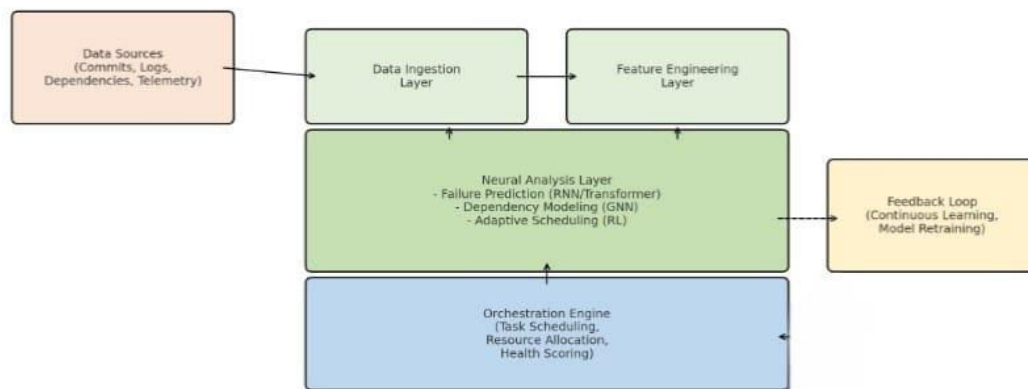 Data Sources
(Commits, Logs,
Dependencies, Telemetry)
Data Ingestion
Layer
Feature Engineering
Layer
Neural Analysis Layer
- Failure Prediction (RNN/Transformer)
- Dependency Modeling (GNN)
- Adaptive Scheduling (RL)
Feedback Loop
(Continuous Learning,
Model Retraining)
Orchestration Engine
(Task Scheduling,
Resource Allocation,
Health Scoring)